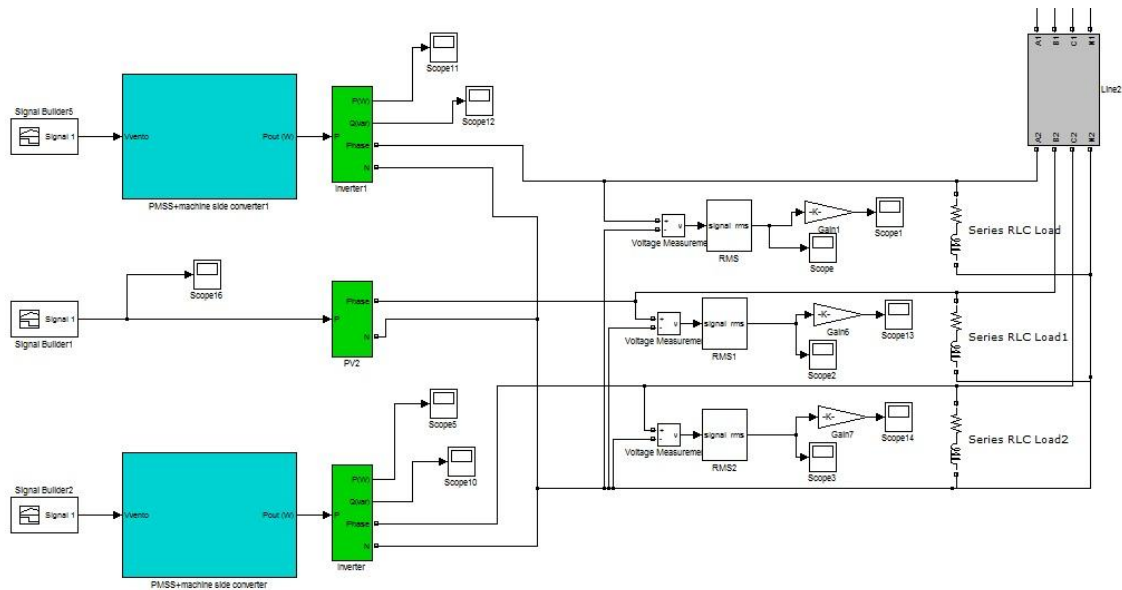 A1 B1 C1 N1
Line2
A2 B2 C2 N2
Scope11
Signal Builder5
Signal 1
Vvento
Pout (W)
PMSS+machine side converter1
P
P(W)
Q(var)
Phase
N
Inverter1
Scope12
+
-
v
Voltage Measureme
signal rms
RMS
-K-
Gain1
Scope1
Scope
Series RLC Load
Scope16
Signal 1
Signal Builder1
P
Phase
N
PV2
+
-
v
Voltage Measuremer
signal rms
RMS1
-K-
Gain6
Scope13
Scope2
Series RLC Load1
Scope5
Scope10
+
-
v
Voltage Measureme
signal rms
RMS2
-K-
Gain7
Scope14
Scope3
Series RLC Load2
Signal Builder2
Signal 1
Vvento
Pout (W)
PMSS+machine side converter
P
P(W)
Q(var)
Phase
N
Inverter